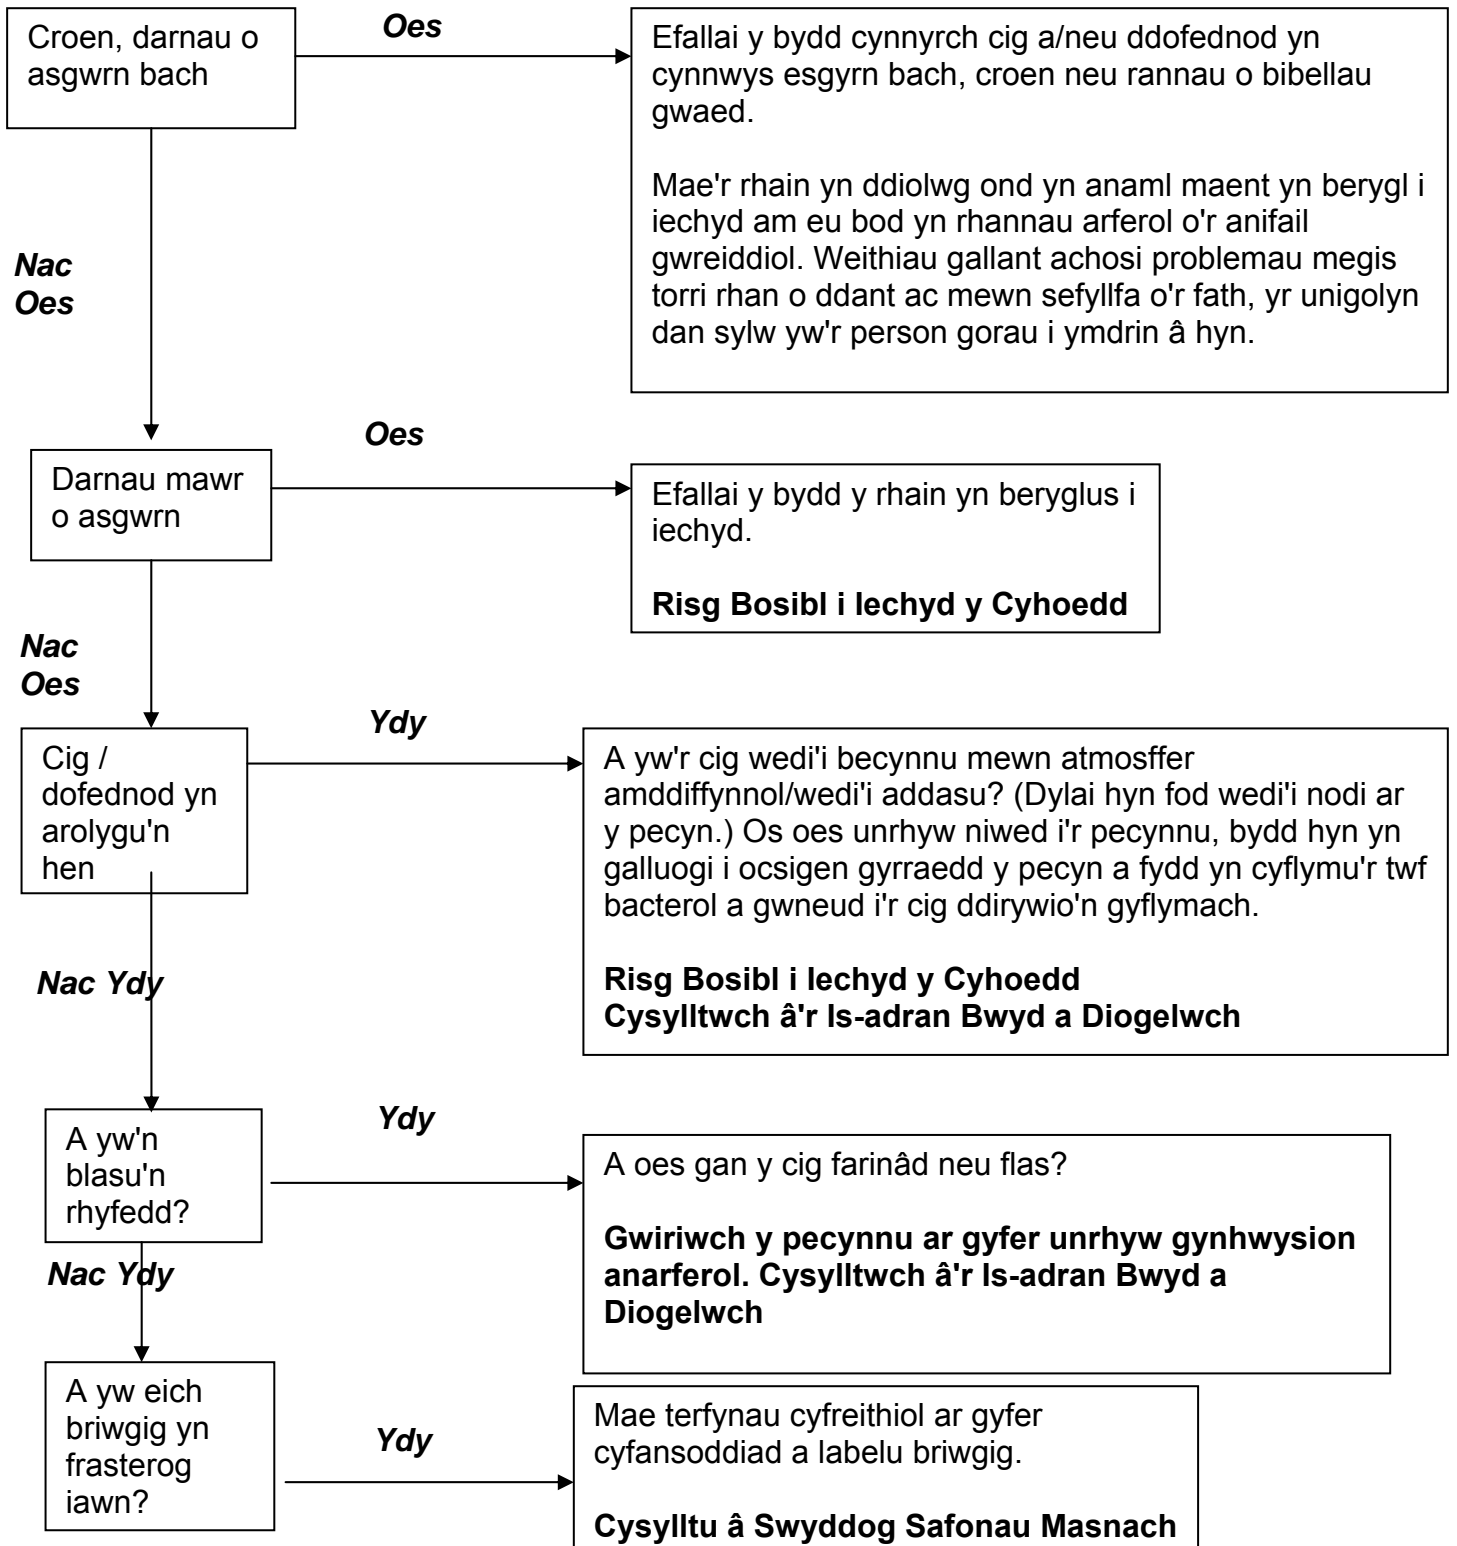 Croen, darnau o
asgwrn bach
Oes
Efallai y bydd cynnyrch cig a/neu ddofednod yn
cynnwys esgyrn bach, croen neu rannau o bibellau
gwaed.
Mae'r rhain yn ddiolwg ond yn anaml maent yn berygl i
iechyd am eu bod yn rhannau arferol o'r anifail
gwreiddiol. Weithiau gallant achosi problemau megis
torri rhan o ddant ac mewn sefyllfa o'r fath, yr unigolyn
dan sylw yw'r person gorau i ymdrin â hyn.
Nac
Oes
Darnau mawr
o asgwrn
Oes
Efallai y bydd y rhain yn beryglus i
iechyd.
Risg Bosibl i Iechyd y Cyhoedd
Nac
Oes
Cig /
dofednod yn
arolygu'n
hen
Ydy
A yw'r cig wedi'i becynnu mewn atmosffer
amddiffynnol/wedi'i addasu? (Dylai hyn fod wedi'i nodi ar
y pecyn.) Os oes unrhyw niwed i'r pecynnu, bydd hyn yn
galluogi i ocsigen gyrraedd y pecyn a fydd yn cyflymu'r twf
bacterol a gwneud i'r cig ddirywio'n gyflymach.
Risg Bosibl i Iechyd y Cyhoedd
Cysylltwch â'r Is-adran Bwyd a Diogelwch
Nac Ydy
A yw'n
blasu'n
rhyfedd?
Ydy
A oes gan y cig farinâd neu flas?
Gwiriwch y pecynnu ar gyfer unrhyw gynhwysion
anarferol. Cysylltwch â'r Is-adran Bwyd a
Diogelwch
Nac Ydy
A yw eich
briwgig yn
frasterog
iawn?
Ydy
Mae terfynau cyfreithiol ar gyfer
cyfansoddiad a labelu briwgig.
Cysylltu â Swyddog Safonau Masnach